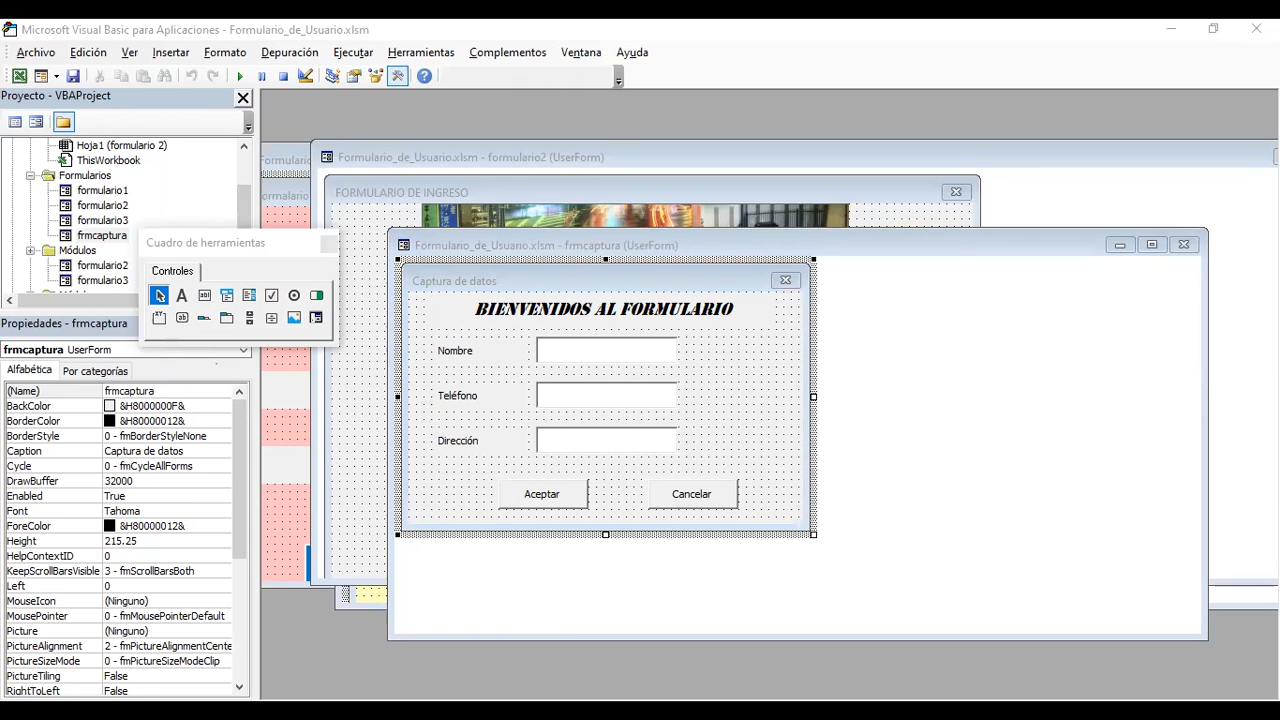 Microsoft Visual Basic para Aplicaciones - Formulario_de_Usuario.xlsm
Archivo Edición Ver Insertar Formato Depuración Ejecutar Herramientas Complementos Ventana Ayuda
Proyecto - VBAProject
Hoja1 (formulario 2)
ThisWorkbook
Formularios
formulario1
formulario2
formulario3
frmcaptura
Módulos
formulario2
formulario3
Cuadro de herramientas
Controles
Propiedades - frmcaptura
frmcaptura UserForm
Alfabética Por categorías
(Name) frmcaptura
BackColor &H8000000F&
BorderColor &H80000012&
BorderStyle 0 - fmBorderStyleNone
Caption Captura de datos
Cycle 0 - fmCycleAllForms
DrawBuffer 32000
Enabled True
Font Tahoma
ForeColor &H80000012&
Height 215.25
HelpContextID 0
KeepScrollBarsVisible 3 - fmScrollBarsBoth
Left 0
MouseIcon (Ninguno)
MousePointer 0 - fmMousePointerDefault
Picture (Ninguno)
PictureAlignment 2 - fmPictureAlignmentCente
PictureSizeMode 0 - fmPictureSizeModeClip
PictureTiling False
RightToLeft False
Formulario
Formulario_de_Usuario.xlsm - formulario2 (UserForm)
FORMULARIO DE INGRESO
Formulario_de_Usuario.xlsm - frmcaptura (UserForm)
Captura de datos
BIENVENIDOS AL FORMULARIO
Nombre
Teléfono
Dirección
Aceptar Cancelar